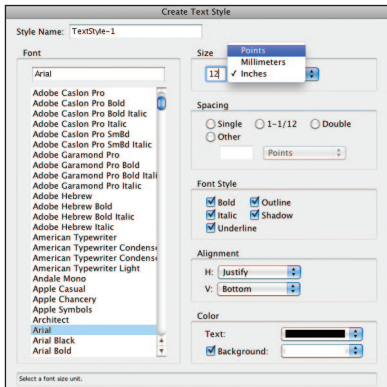 Create Text Style
Style Name: TextStyle-1
Font
Arial
Adobe Caslon Pro
Adobe Caslon Pro Bold
Adobe Caslon Pro Bold Italic
Adobe Caslon Pro Italic
Adobe Caslon Pro SmBd
Adobe Caslon Pro SmBd Italic
Adobe Garamond Pro
Adobe Garamond Pro Bold
Adobe Garamond Pro Bold Itali
Adobe Garamond Pro Italic
Adobe Hebrew
Adobe Hebrew Bold
Adobe Hebrew Bold Italic
Adobe Hebrew Italic
American Typewriter
American Typewriter Condense
American Typewriter Condense
American Typewriter Light
Andale Mono
Apple Casual
Apple Chancery
Apple Symbols
Architect
Arial
Arial Black
Arial Bold
Size
12
Points
Millimeters
✓ Inches
Spacing
Single 1-1/12 Double
Other
Points
Font Style
Bold Outline
Italic Shadow
Underline
Alignment
H: Justify
V: Bottom
Color
Text:
Background:
Select a font size unit.